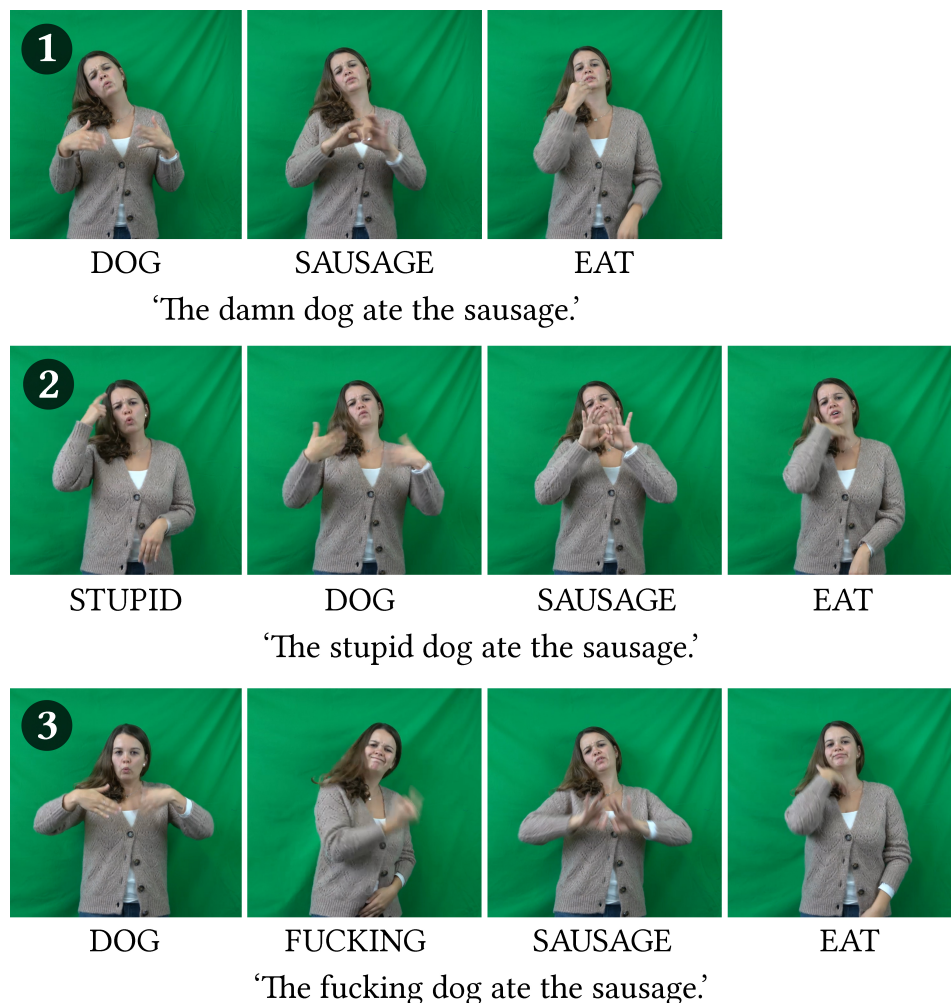 1
DOG SAUSAGE EAT
‘The damn dog ate the sausage.’
2
STUPID DOG SAUSAGE EAT
‘The stupid dog ate the sausage.’
3
DOG FUCKING SAUSAGE EAT
‘The fucking dog ate the sausage.’